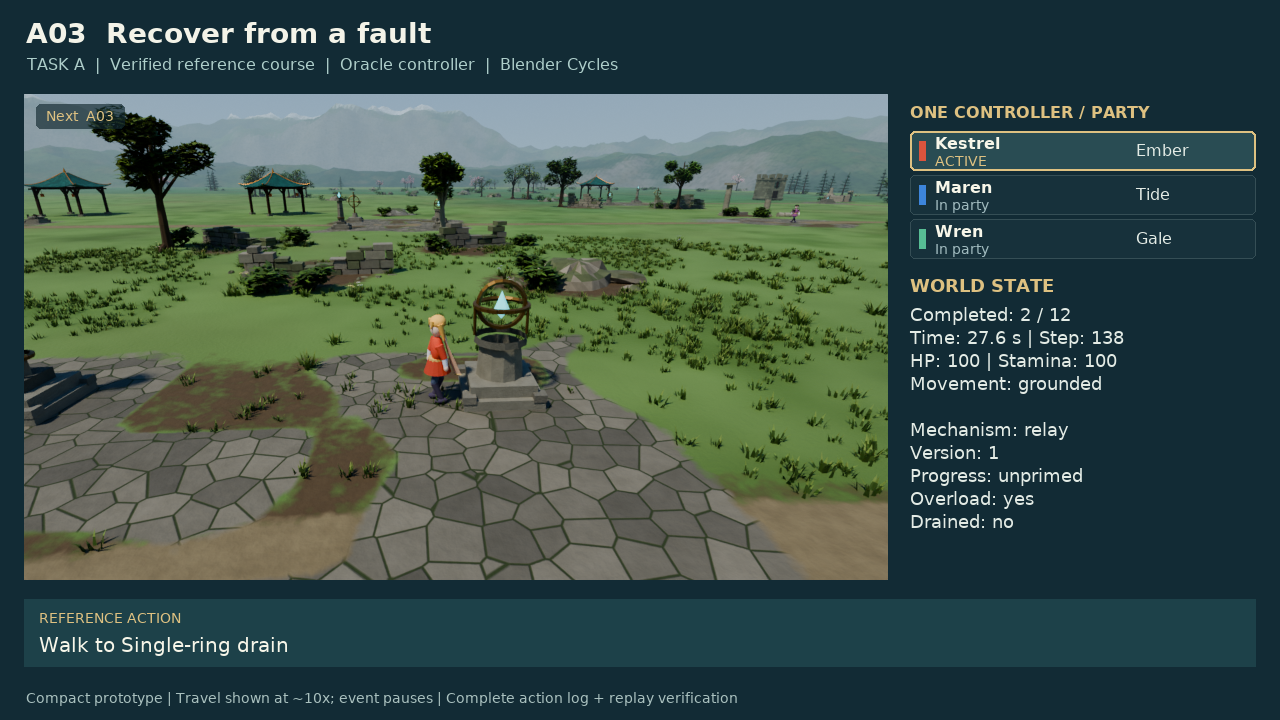 A03  Recover from a fault
TASK A  |  Verified reference course  |  Oracle controller  |  Blender Cycles
Next  A03
ONE CONTROLLER / PARTY
Kestrel
ACTIVE
Ember
Maren
In party
Tide
Wren
In party
Gale
WORLD STATE
Completed: 2 / 12
Time: 27.6 s | Step: 138
HP: 100 | Stamina: 100
Movement: grounded
Mechanism: relay
Version: 1
Progress: unprimed
Overload: yes
Drained: no
REFERENCE ACTION
Walk to Single-ring drain
Compact prototype | Travel shown at ~10x; event pauses | Complete action log + replay verification